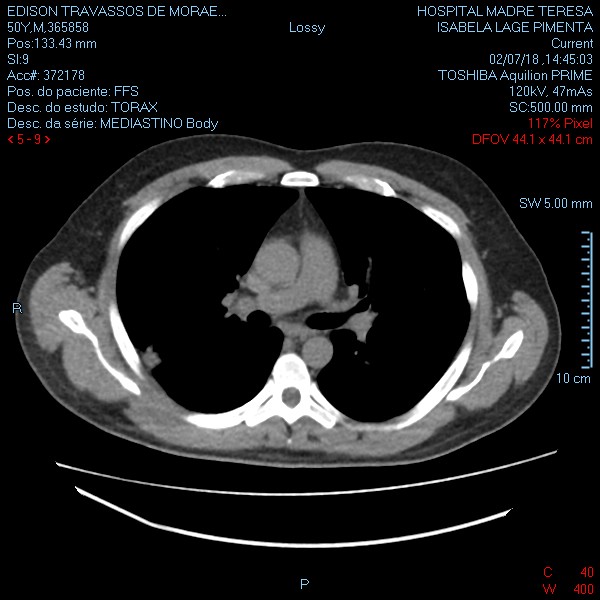 EDISON TRAVASSOS DE MORAE...
50Y,M,365858
Pos:133.43 mm
SI:9
Acc#: 372178
Pos. do paciente: FFS
Desc. do estudo: TORAX
Desc. da série: MEDIASTINO Body
< 5 - 9 >
Lossy
HOSPITAL MADRE TERESA
ISABELA LAGE PIMENTA
Current
02/07/18 ,14:45:03
TOSHIBA Aquilion PRIME
120kV, 47mAs
SC:500.00 mm
117% Pixel
DFOV 44.1 x 44.1 cm
SW 5.00 mm
R
10 cm
P
C 40
W 400